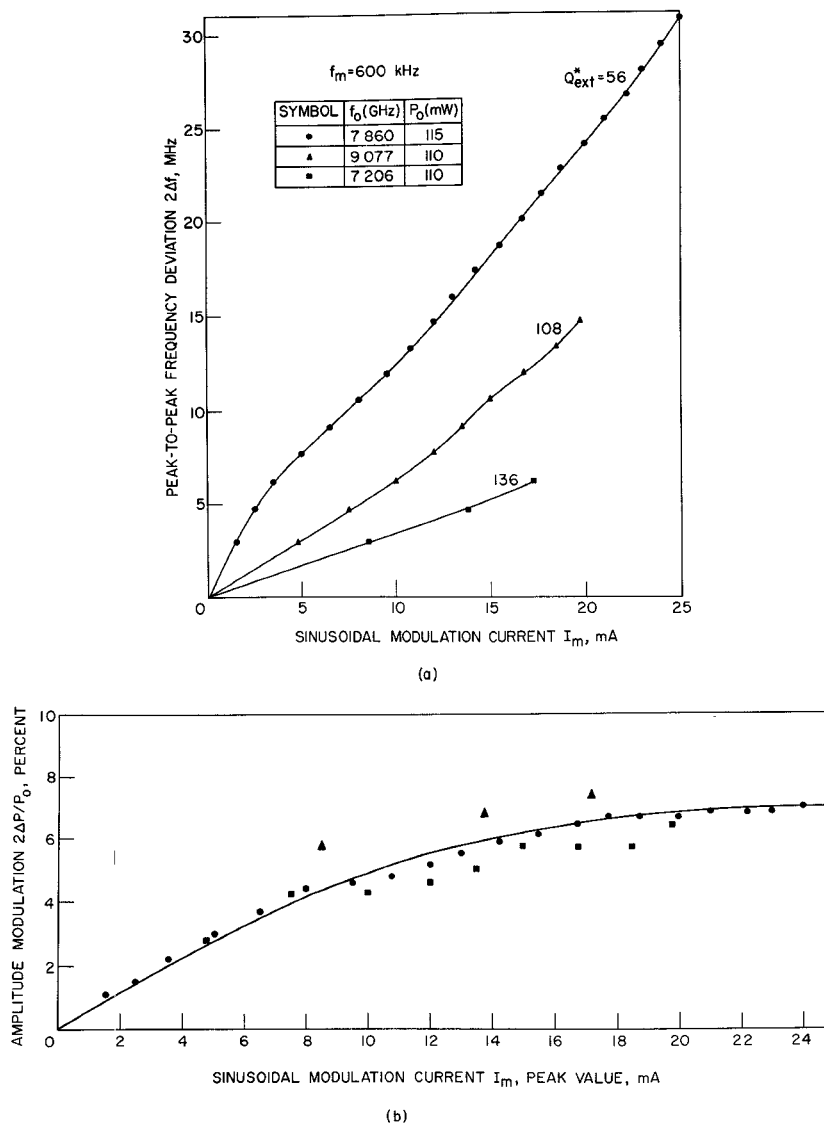 30
25
20
15
10
5
0
5
10
15
20
25
PEAK-TO-PEAK FREQUENCY DEVIATION 2Δf, MHz
f_m=600 kHz
SYMBOL f_o(GHz) P_o(mW)
● 7 860 115
▲ 9 077 110
■ 7 206 110
Q*_ext=56
108
136
SINUSOIDAL MODULATION CURRENT I_m, mA
(a)
10
8
6
4
2
0
2
4
6
8
10
12
14
16
18
20
22
24
AMPLITUDE MODULATION 2ΔP/P_o, PERCENT
SINUSOIDAL MODULATION CURRENT I_m, PEAK VALUE, mA
(b)